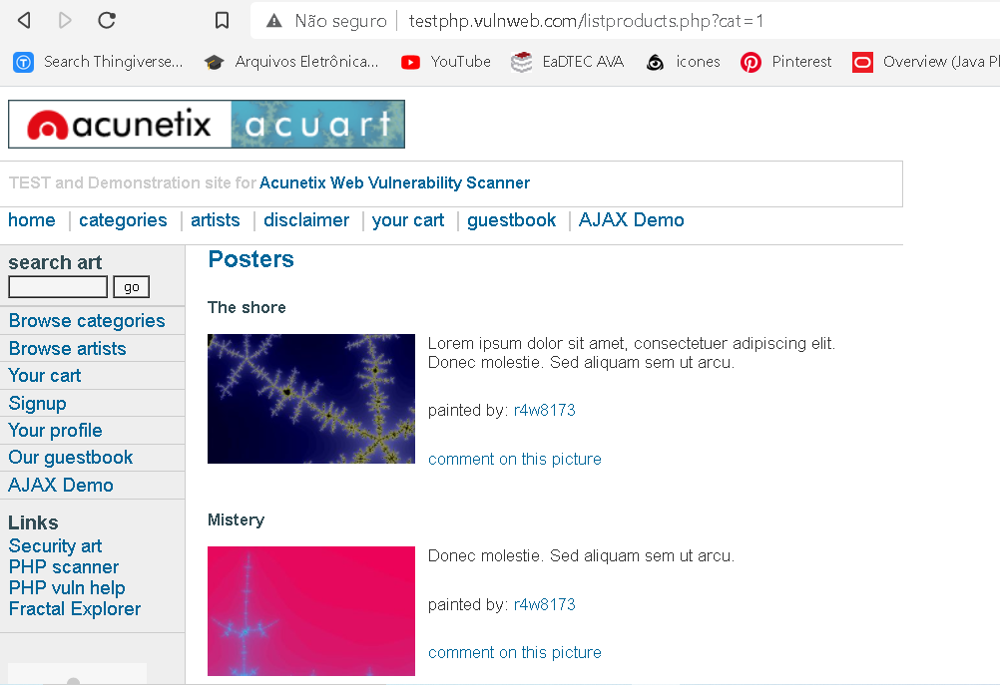 Não seguro testphp.vulnweb.com/listproducts.php?cat=1
Search Thingiverse... Arquivos Eletrônica... YouTube EaDTEC AVA icones Pinterest Overview (Java Pl
acunetix acuart
TEST and Demonstration site for Acunetix Web Vulnerability Scanner
home categories artists disclaimer your cart guestbook AJAX Demo
search art
go
Browse categories
Browse artists
Your cart
Signup
Your profile
Our guestbook
AJAX Demo
Links
Security art
PHP scanner
PHP vuln help
Fractal Explorer
Posters
The shore
Lorem ipsum dolor sit amet, consectetuer adipiscing elit.
Donec molestie. Sed aliquam sem ut arcu.
painted by: r4w8173
comment on this picture
Mistery
Donec molestie. Sed aliquam sem ut arcu.
painted by: r4w8173
comment on this picture